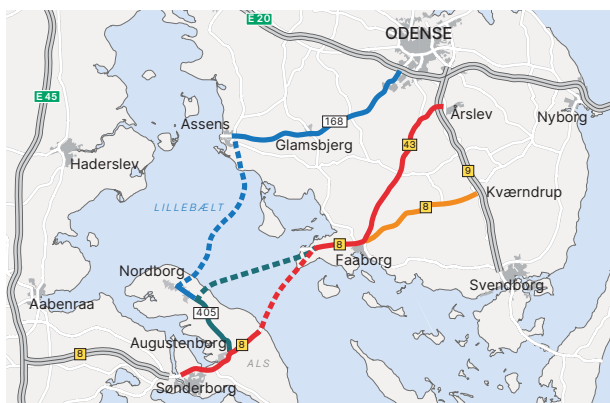 E 20
ODENSE
E 45
168
Assens
Årslev
Nyborg
Glamsbjerg
43
Haderslev
9
Kværndrup
LILLEBÆLT
8
8
Faaborg
Nordborg
Svendborg
Aabenraa
405
Augustenborg
8
8
ALS
Sønderborg